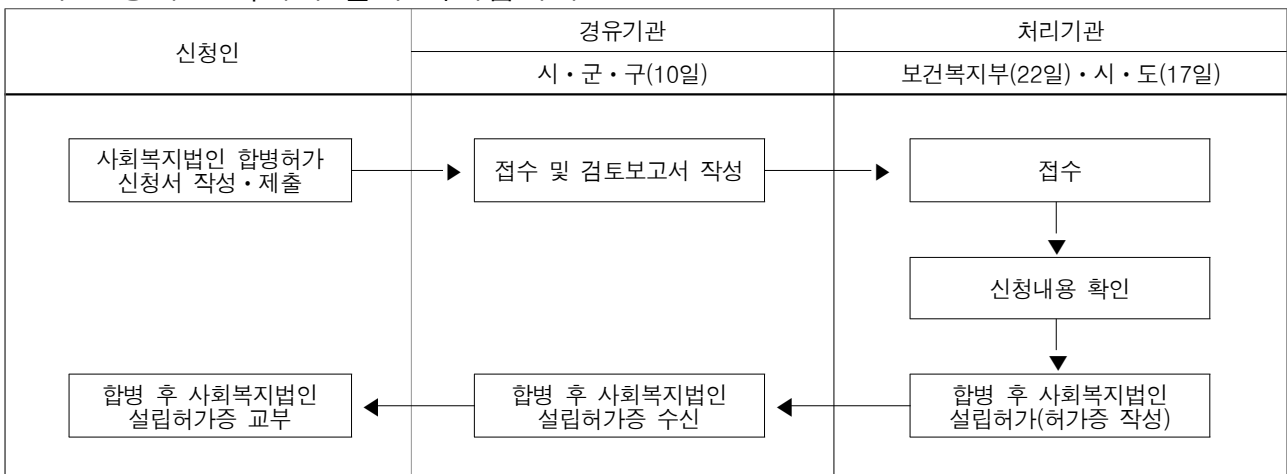 신청인
경유기관
처리기관
시・군・구(10일)
보건복지부(22일)・시・도(17일)
사회복지법인 합병허가
신청서 작성・제출
접수 및 검토보고서 작성
접수
신청내용 확인
합병 후 사회복지법인
설립허가증 교부
합병 후 사회복지법인
설립허가증 수신
합병 후 사회복지법인
설립허가(허가증 작성)